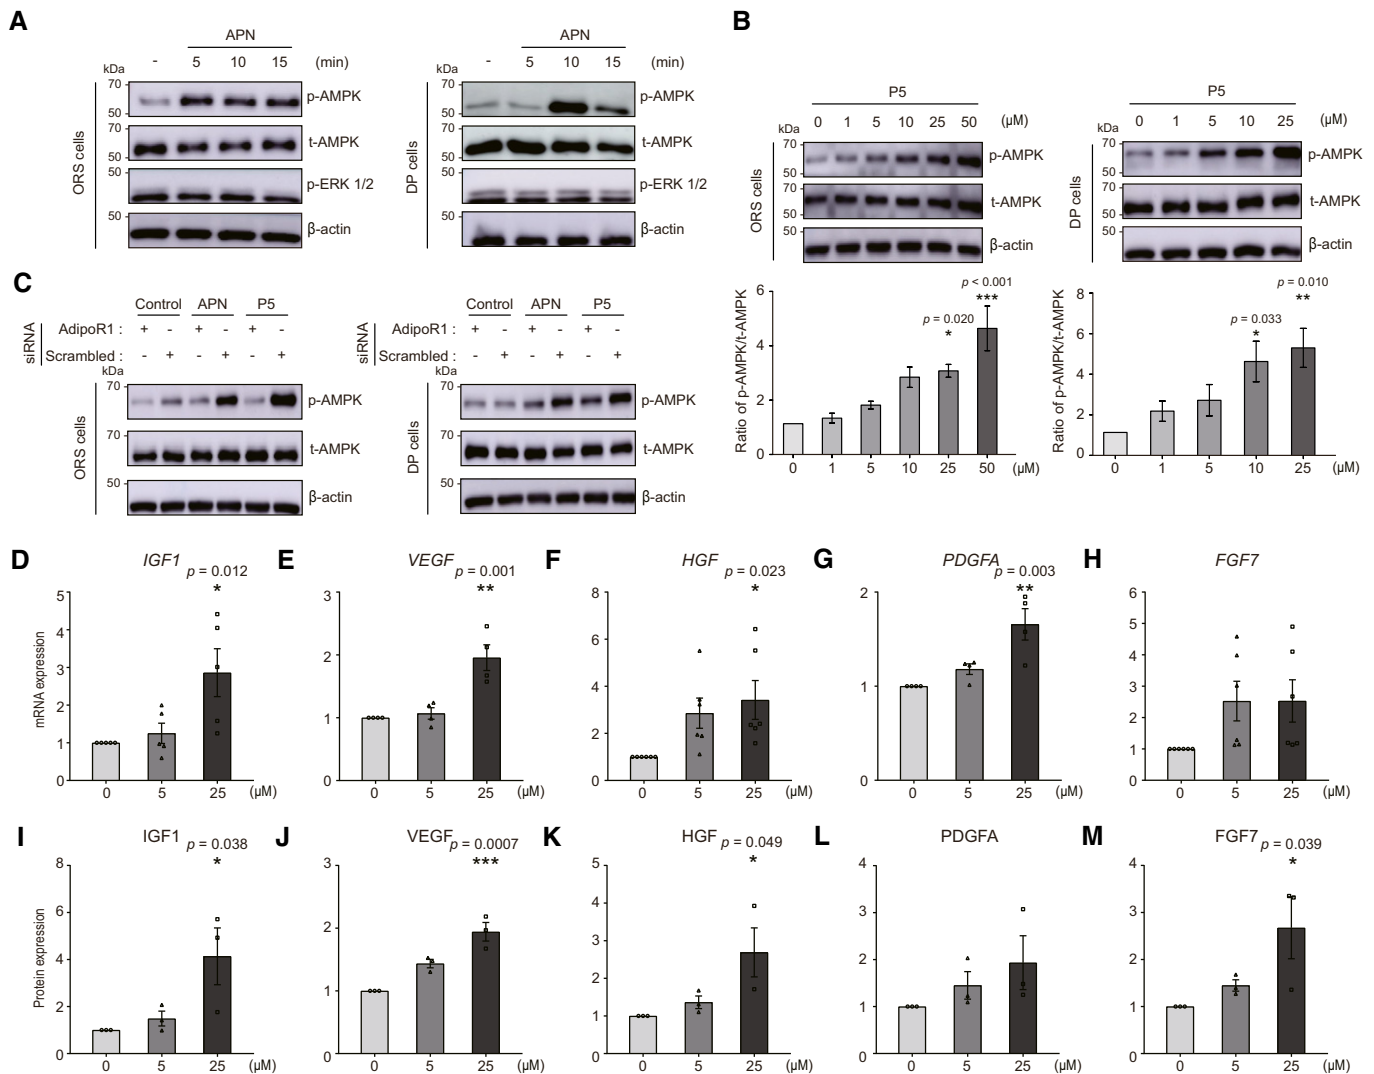 A
APN
- 5 10 15 (min)
kDa
70
50
p-AMPK
70
50
t-AMPK
50
p-ERK 1/2
50
β-actin
ORS cells
APN
- 5 10 15 (min)
kDa
70
50
p-AMPK
70
50
t-AMPK
50
p-ERK 1/2
50
β-actin
DP cells
B
P5
0 1 5 10 25 50 (μM)
kDa
70
50
p-AMPK
70
50
t-AMPK
50
β-actin
ORS cells
P5
0 1 5 10 25 (μM)
kDa
70
50
p-AMPK
70
50
t-AMPK
50
β-actin
DP cells
Ratio of p-AMPK/t-AMPK
6
4
2
0
p = 0.020
*
p < 0.001
***
0 1 5 10 25 50 (μM)
Ratio of p-AMPK/t-AMPK
8
6
4
2
0
p = 0.033
*
p = 0.010
**
0 1 5 10 25 (μM)
C
Control APN P5
siRNA
AdipoR1 : + - + - + -
Scrambled : - + - + - +
kDa
70
p-AMPK
70
t-AMPK
50
β-actin
ORS cells
Control APN P5
siRNA
AdipoR1 : + - + - + -
Scrambled : - + - + - +
kDa
70
p-AMPK
70
t-AMPK
50
β-actin
DP cells
D
IGF1
p = 0.012
*
mRNA expression
5
4
3
2
1
0
0 5 25 (μM)
E
VEGF
p = 0.001
**
3
2
1
0
0 5 25 (μM)
F
HGF
p = 0.023
*
8
6
4
2
0
0 5 25 (μM)
G
PDGFA
p = 0.003
**
2
1
0
0 5 25 (μM)
H
FGF7
6
5
4
3
2
1
0
0 5 25 (μM)
I
IGF1
p = 0.038
*
Protein expression
8
6
4
2
0
0 5 25 (μM)
J
VEGF
p = 0.0007
***
3
2
1
0
0 5 25 (μM)
K
HGF
p = 0.049
*
5
4
3
2
1
0
0 5 25 (μM)
L
PDGFA
4
3
2
1
0
0 5 25 (μM)
M
FGF7
p = 0.039
*
4
3
2
1
0
0 5 25 (μM)